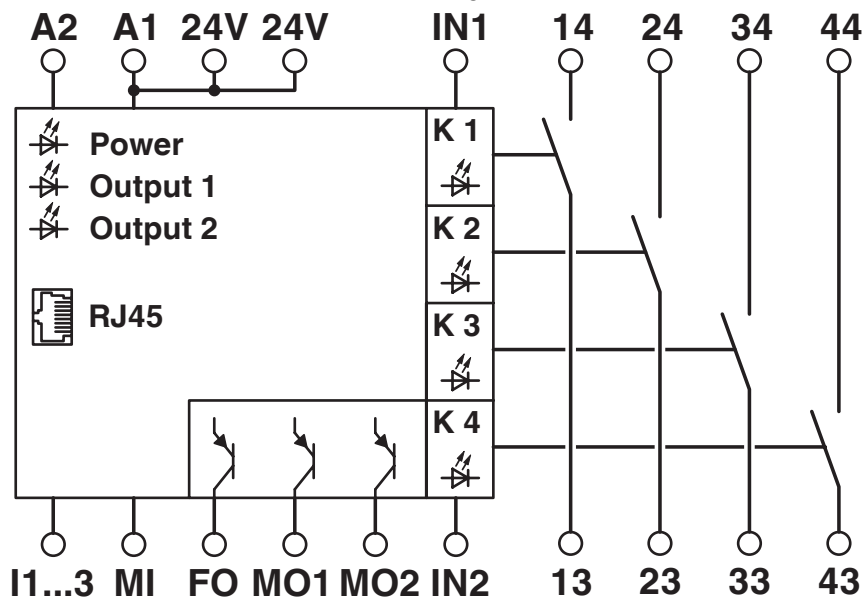 A2 A1 24V 24V IN1 14 24 34 44
K 1
Power
Output 1
Output 2
K 2
RJ45
K 3
K 4
I1...3 MI FO MO1 MO2 IN2 13 23 33 43